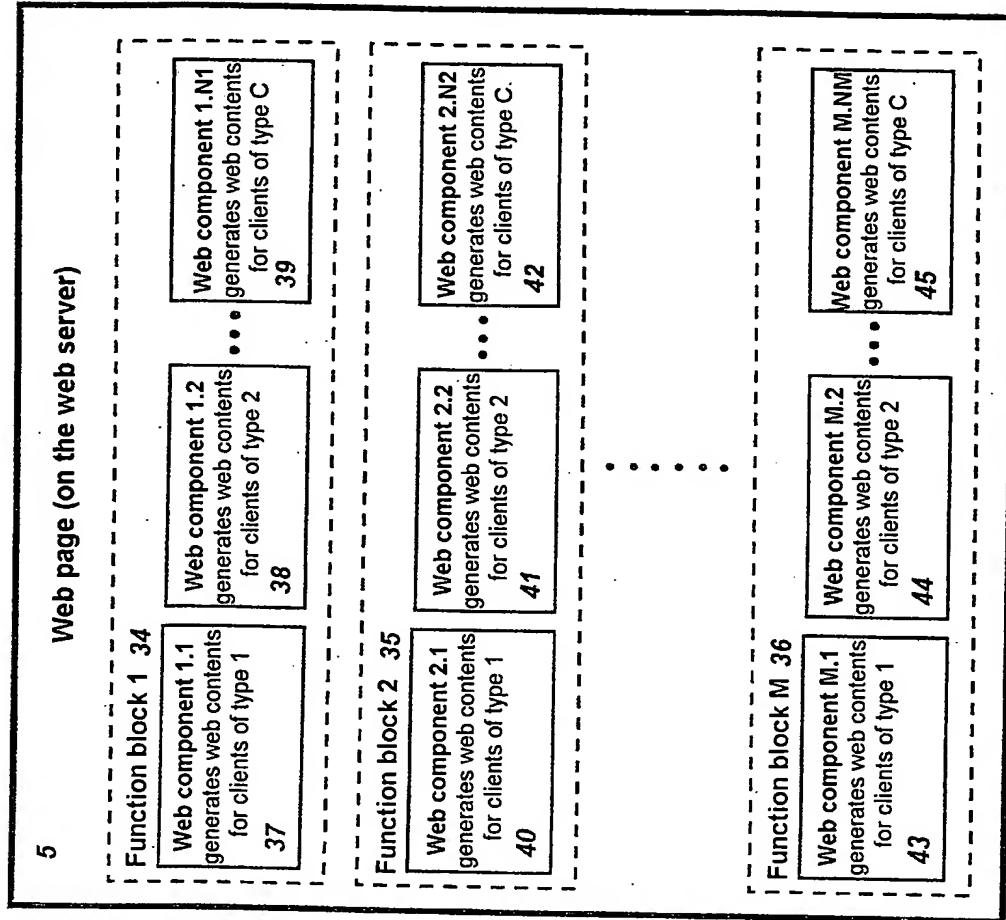 5
Web page (on the web server)
Function block 1 34
Web component 1.1
generates web contents
for clients of type 1
37
Web component 1.2
generates web contents
for clients of type 2
38
Web component 1.N1
generates web contents
for clients of type C
39
Function block 2 35
Web component 2.1
generates web contents
for clients of type 1
40
Web component 2.2
generates web contents
for clients of type 2
41
Web component 2.N2
generates web contents
for clients of type C.
42
Function block M 36
Web component M.1
generates web contents
for clients of type 1
43
Web component M.2
generates web contents
for clients of type 2
44
Web component M.NM
generates web contents
for clients of type C
45